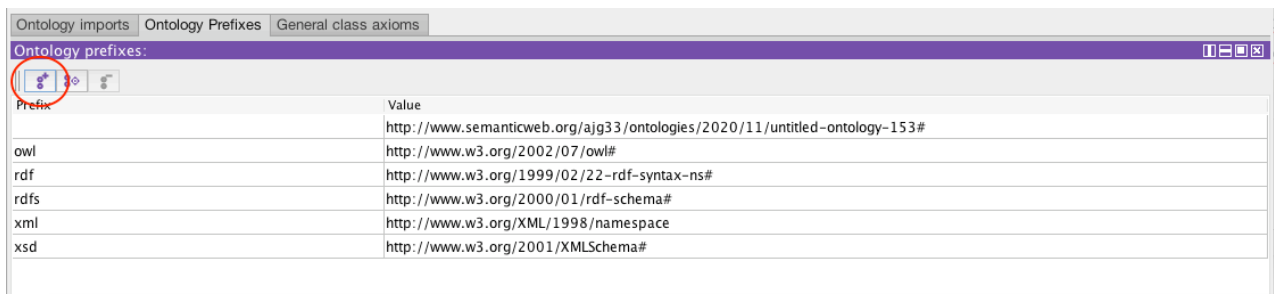 Ontology imports Ontology Prefixes General class axioms
Ontology prefixes:
Prefix Value
http://www.semanticweb.org/ajg33/ontologies/2020/11/untitled-ontology-153#
owl http://www.w3.org/2002/07/owl#
rdf http://www.w3.org/1999/02/22-rdf-syntax-ns#
rdfs http://www.w3.org/2000/01/rdf-schema#
xml http://www.w3.org/XML/1998/namespace
xsd http://www.w3.org/2001/XMLSchema#